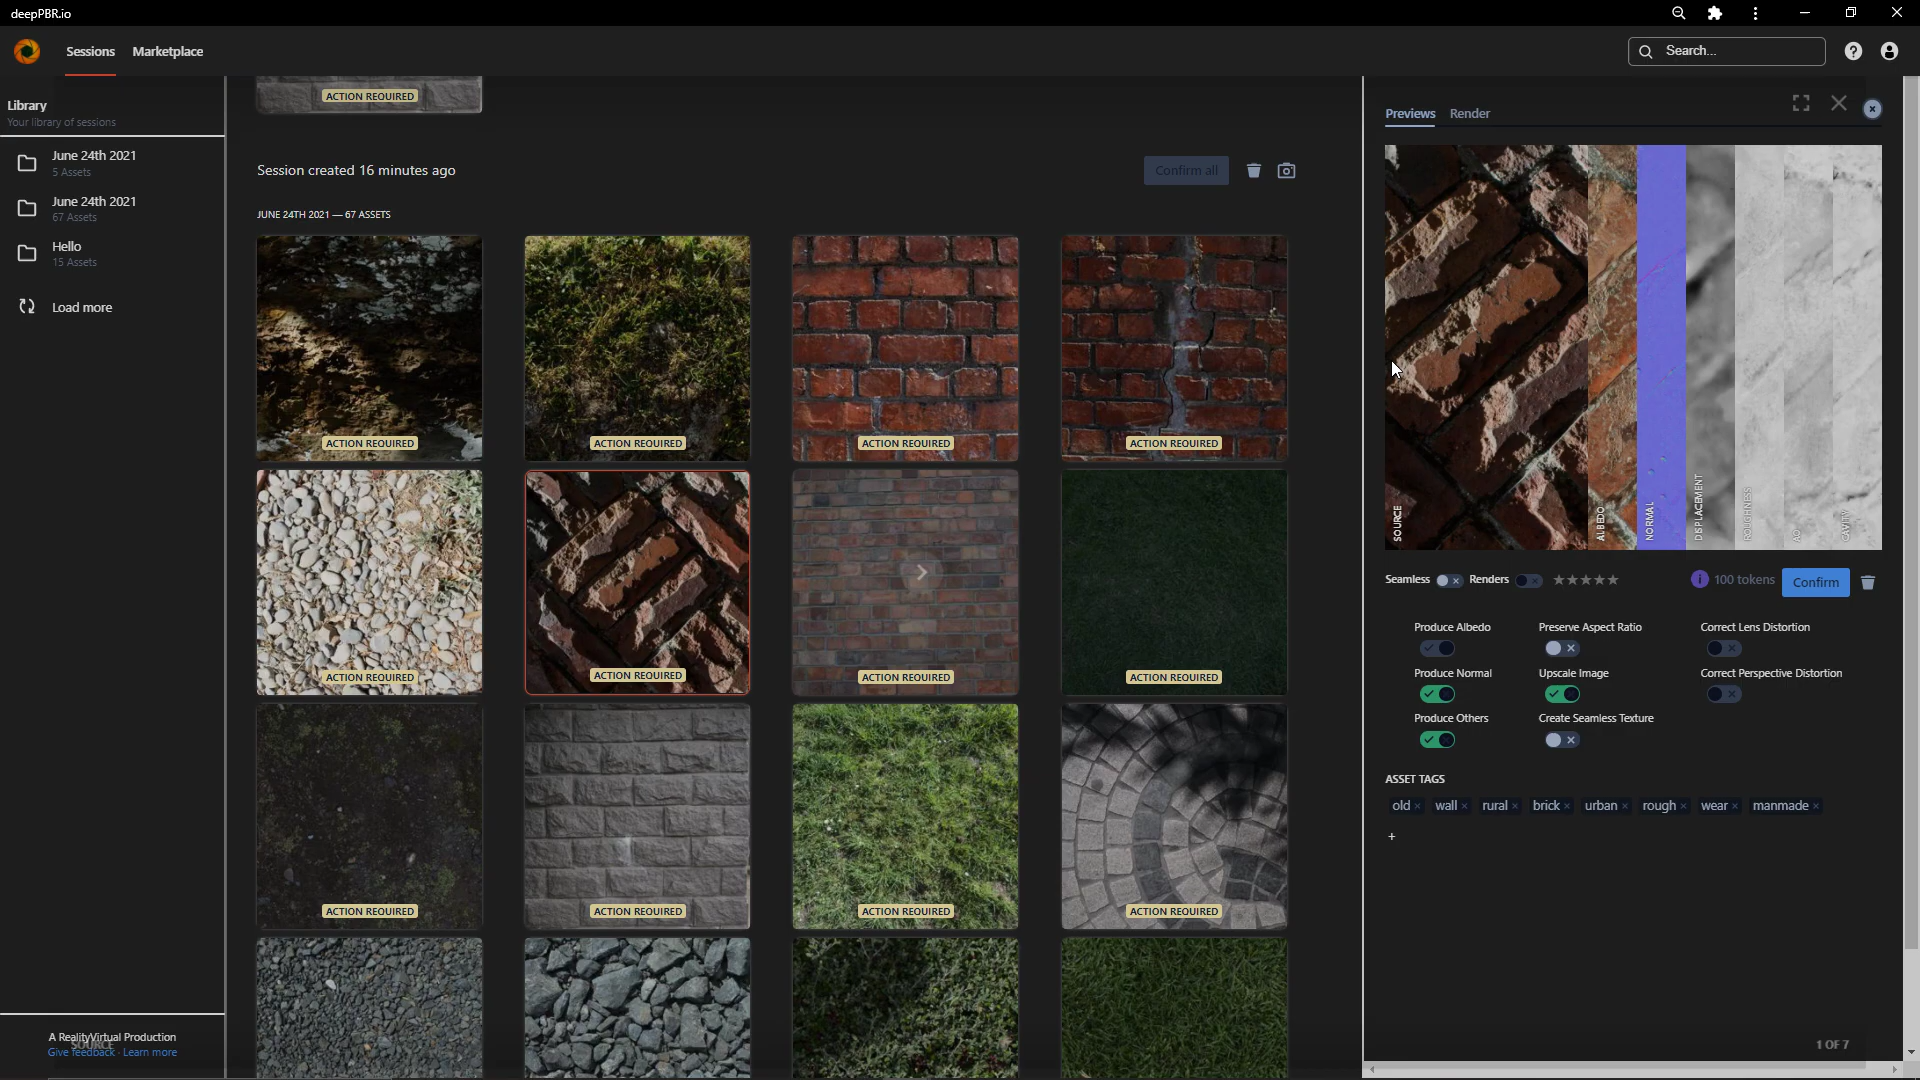 deepPBR.io
Sessions
Marketplace
Search...
Library
Your library of sessions
June 24th 2021
5 Assets
June 24th 2021
67 Assets
Hello
15 Assets
Load more
A RealityVirtual Production
SOURCE
Give feedback · Learn more
ACTION REQUIRED
Session created 16 minutes ago
Confirm all
JUNE 24TH 2021 — 67 ASSETS
ACTION REQUIRED
ACTION REQUIRED
ACTION REQUIRED
ACTION REQUIRED
ACTION REQUIRED
ACTION REQUIRED
ACTION REQUIRED
ACTION REQUIRED
ACTION REQUIRED
ACTION REQUIRED
ACTION REQUIRED
ACTION REQUIRED
Previews
Render
SOURCE
ALBEDO
NORMAL
DISPLACEMENT
ROUGHNESS
AO
CAVITY
Seamless
Renders
100 tokens
Confirm
Produce Albedo
Preserve Aspect Ratio
Correct Lens Distortion
Produce Normal
Upscale Image
Correct Perspective Distortion
Produce Others
Create Seamless Texture
ASSET TAGS
old × wall × rural × brick × urban × rough × wear × manmade ×
+
1 OF 7